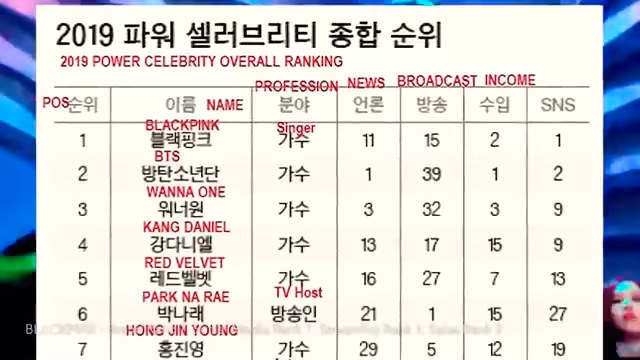 2019 파워 셀러브리티 종합 순위
2019 POWER CELEBRITY OVERALL RANKING
PROFESSION NEWS BROADCAST INCOME
POS 순위 이름 NAME 분야 언론 방송 수입 SNS
BLACKPINK Singer
1 블랙핑크 가수 11 15 2 1
BTS
2 방탄소년단 가수 1 39 1 2
WANNA ONE
3 워너원 가수 3 32 3 9
KANG DANIEL
4 강다니엘 가수 13 17 15 9
RED VELVET
5 레드벨벳 가수 16 27 7 13
PARK NA RAE TV Host
6 박나래 방송인 21 1 15 27
HONG JIN YOUNG
7 홍진영 가수 29 5 12 19